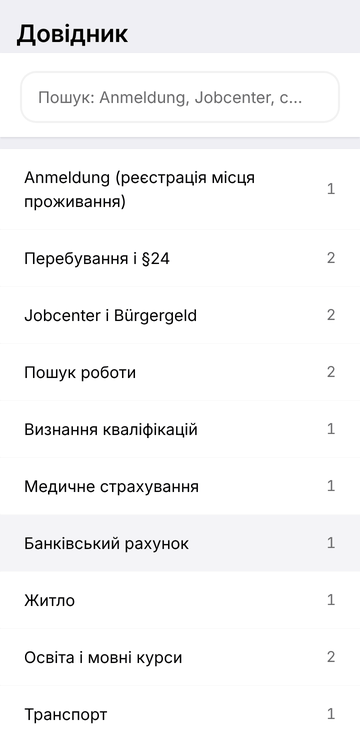 Довідник
Пошук: Anmeldung, Jobcenter, с...
Anmeldung (реєстрація місця
проживання)
1
Перебування і §24
2
Jobcenter і Bürgergeld
2
Пошук роботи
2
Визнання кваліфікацій
1
Медичне страхування
1
Банківський рахунок
1
Житло
1
Освіта і мовні курси
2
Транспорт
1